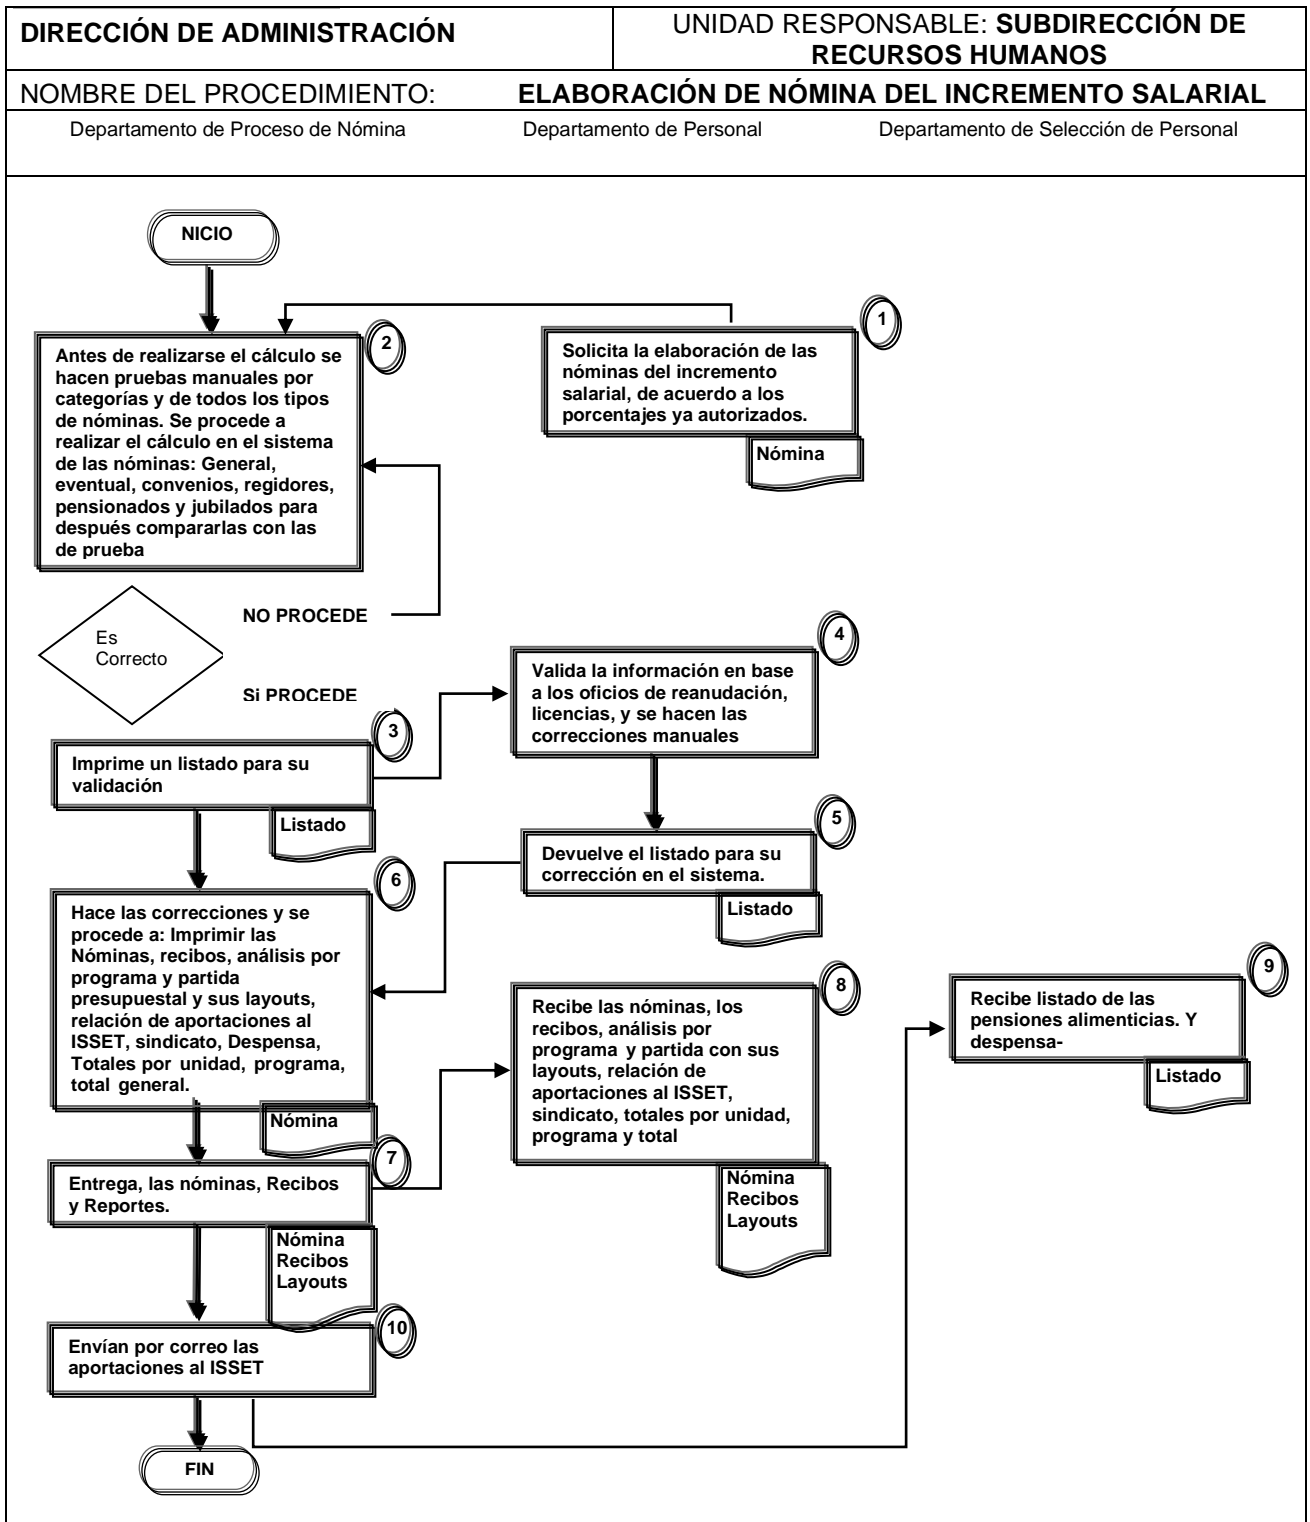 DIRECCIÓN DE ADMINISTRACIÓN
UNIDAD RESPONSABLE: SUBDIRECCIÓN DE
RECURSOS HUMANOS
NOMBRE DEL PROCEDIMIENTO: ELABORACIÓN DE NÓMINA DEL INCREMENTO SALARIAL
Departamento de Proceso de Nómina
Departamento de Personal
Departamento de Selección de Personal
NICIO
2
Antes de realizarse el cálculo se
hacen pruebas manuales por
categorías y de todos los tipos
de nóminas. Se procede a
realizar el cálculo en el sistema
de las nóminas: General,
eventual, convenios, regidores,
pensionados y jubilados para
después compararlas con las
de prueba
1
Solicita la elaboración de las
nóminas del incremento
salarial, de acuerdo a los
porcentajes ya autorizados.
Nómina
Es
Correcto
NO PROCEDE
Si PROCEDE
3
Imprime un listado para su
validación
Listado
4
Valida la información en base
a los oficios de reanudación,
licencias, y se hacen las
correcciones manuales
5
Devuelve el listado para su
corrección en el sistema.
Listado
6
Hace las correcciones y se
procede a: Imprimir las
Nóminas, recibos, análisis por
programa y partida
presupuestal y sus layouts,
relación de aportaciones al
ISSET, sindicato, Despensa,
Totales por unidad, programa,
total general.
Nómina
7
Entrega, las nóminas, Recibos
y Reportes.
Nómina
Recibos
Layouts
8
Recibe las nóminas, los
recibos, análisis por
programa y partida con sus
layouts, relación de
aportaciones al ISSET,
sindicato, totales por unidad,
programa y total
Nómina
Recibos
Layouts
9
Recibe listado de las
pensiones alimenticias. Y
despensa-
Listado
10
Envían por correo las
aportaciones al ISSET
FIN